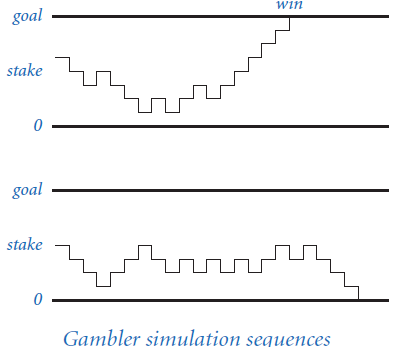 win
goal
stake
0
goal
stake
0
Gambler simulation sequences